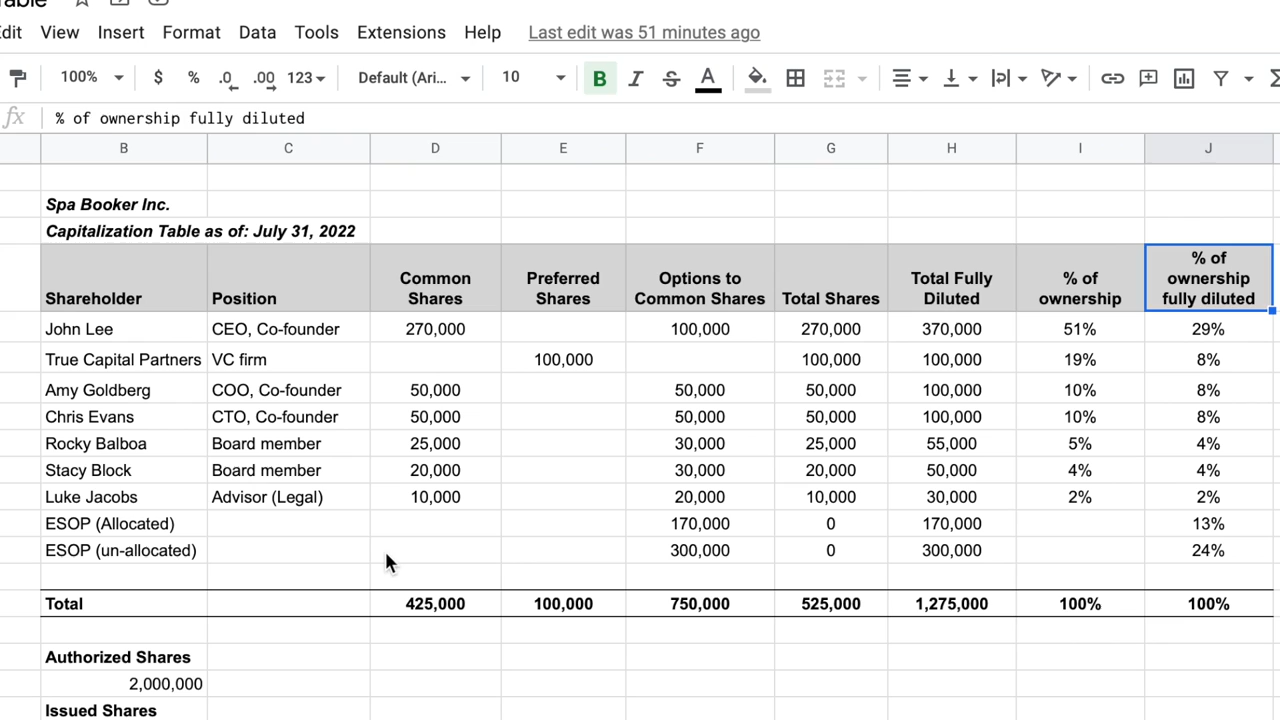 Edit View Insert Format Data Tools Extensions Help Last edit was 51 minutes ago
100% $ % .0 .00 123 Default (Ari... 10 B I S A
fx % of ownership fully diluted
B C D E F G H I J
Spa Booker Inc.
Capitalization Table as of: July 31, 2022
Shareholder Position Common Shares Preferred Shares Options to Common Shares Total Shares Total Fully Diluted % of ownership % of ownership fully diluted
John Lee CEO, Co-founder 270,000 100,000 270,000 370,000 51% 29%
True Capital Partners VC firm 100,000 100,000 100,000 19% 8%
Amy Goldberg COO, Co-founder 50,000 50,000 50,000 100,000 10% 8%
Chris Evans CTO, Co-founder 50,000 50,000 50,000 100,000 10% 8%
Rocky Balboa Board member 25,000 30,000 25,000 55,000 5% 4%
Stacy Block Board member 20,000 30,000 20,000 50,000 4% 4%
Luke Jacobs Advisor (Legal) 10,000 20,000 10,000 30,000 2% 2%
ESOP (Allocated) 170,000 0 170,000 13%
ESOP (un-allocated) 300,000 0 300,000 24%
Total 425,000 100,000 750,000 525,000 1,275,000 100% 100%
Authorized Shares
2,000,000
Issued Shares